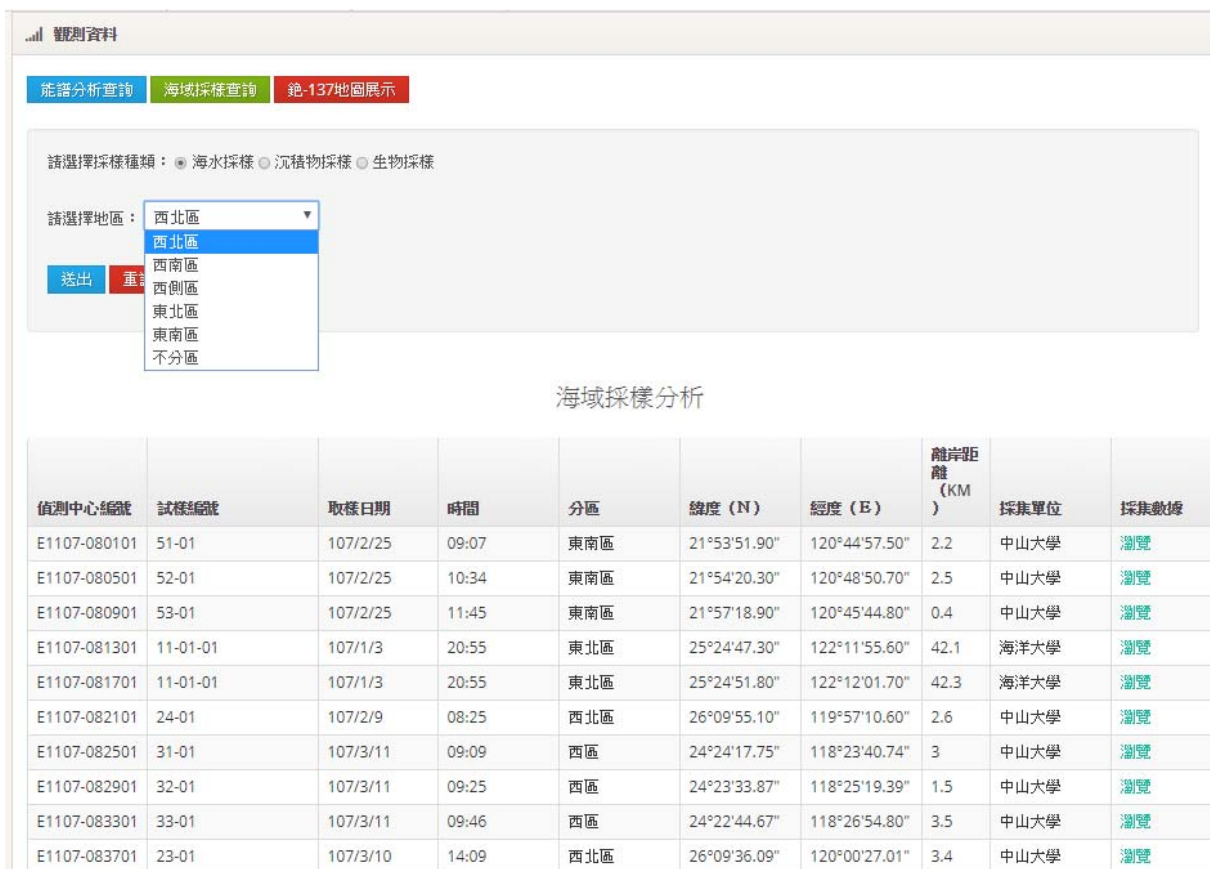 觀測資料
能譜分析查詢 海域採樣查詢 銫-137地圖展示
請選擇採樣種類： 海水採樣 沉積物採樣 生物採樣
請選擇地區： 西北區
西北區
西南區
送出 重
西側區
東北區
東南區
不分區
海域採樣分析
偵測中心編號 試樣編號 取樣日期 時間 分區 緯度（N） 經度（E） 離岸距離（KM） 採集單位 採集數據
E1107-080101 51-01 107/2/25 09:07 東南區 21°53'51.90" 120°44'57.50" 2.2 中山大學 瀏覽
E1107-080501 52-01 107/2/25 10:34 東南區 21°54'20.30" 120°48'50.70" 2.5 中山大學 瀏覽
E1107-080901 53-01 107/2/25 11:45 東南區 21°57'18.90" 120°45'44.80" 0.4 中山大學 瀏覽
E1107-081301 11-01-01 107/1/3 20:55 東北區 25°24'47.30" 122°11'55.60" 42.1 海洋大學 瀏覽
E1107-081701 11-01-01 107/1/3 20:55 東北區 25°24'51.80" 122°12'01.70" 42.3 海洋大學 瀏覽
E1107-082101 24-01 107/2/9 08:25 西北區 26°09'55.10" 119°57'10.60" 2.6 中山大學 瀏覽
E1107-082501 31-01 107/3/11 09:09 西區 24°24'17.75" 118°23'40.74" 3 中山大學 瀏覽
E1107-082901 32-01 107/3/11 09:25 西區 24°23'33.87" 118°25'19.39" 1.5 中山大學 瀏覽
E1107-083301 33-01 107/3/11 09:46 西區 24°22'44.67" 118°26'54.80" 3.5 中山大學 瀏覽
E1107-083701 23-01 107/3/10 14:09 西北區 26°09'36.09" 120°00'27.01" 3.4 中山大學 瀏覽